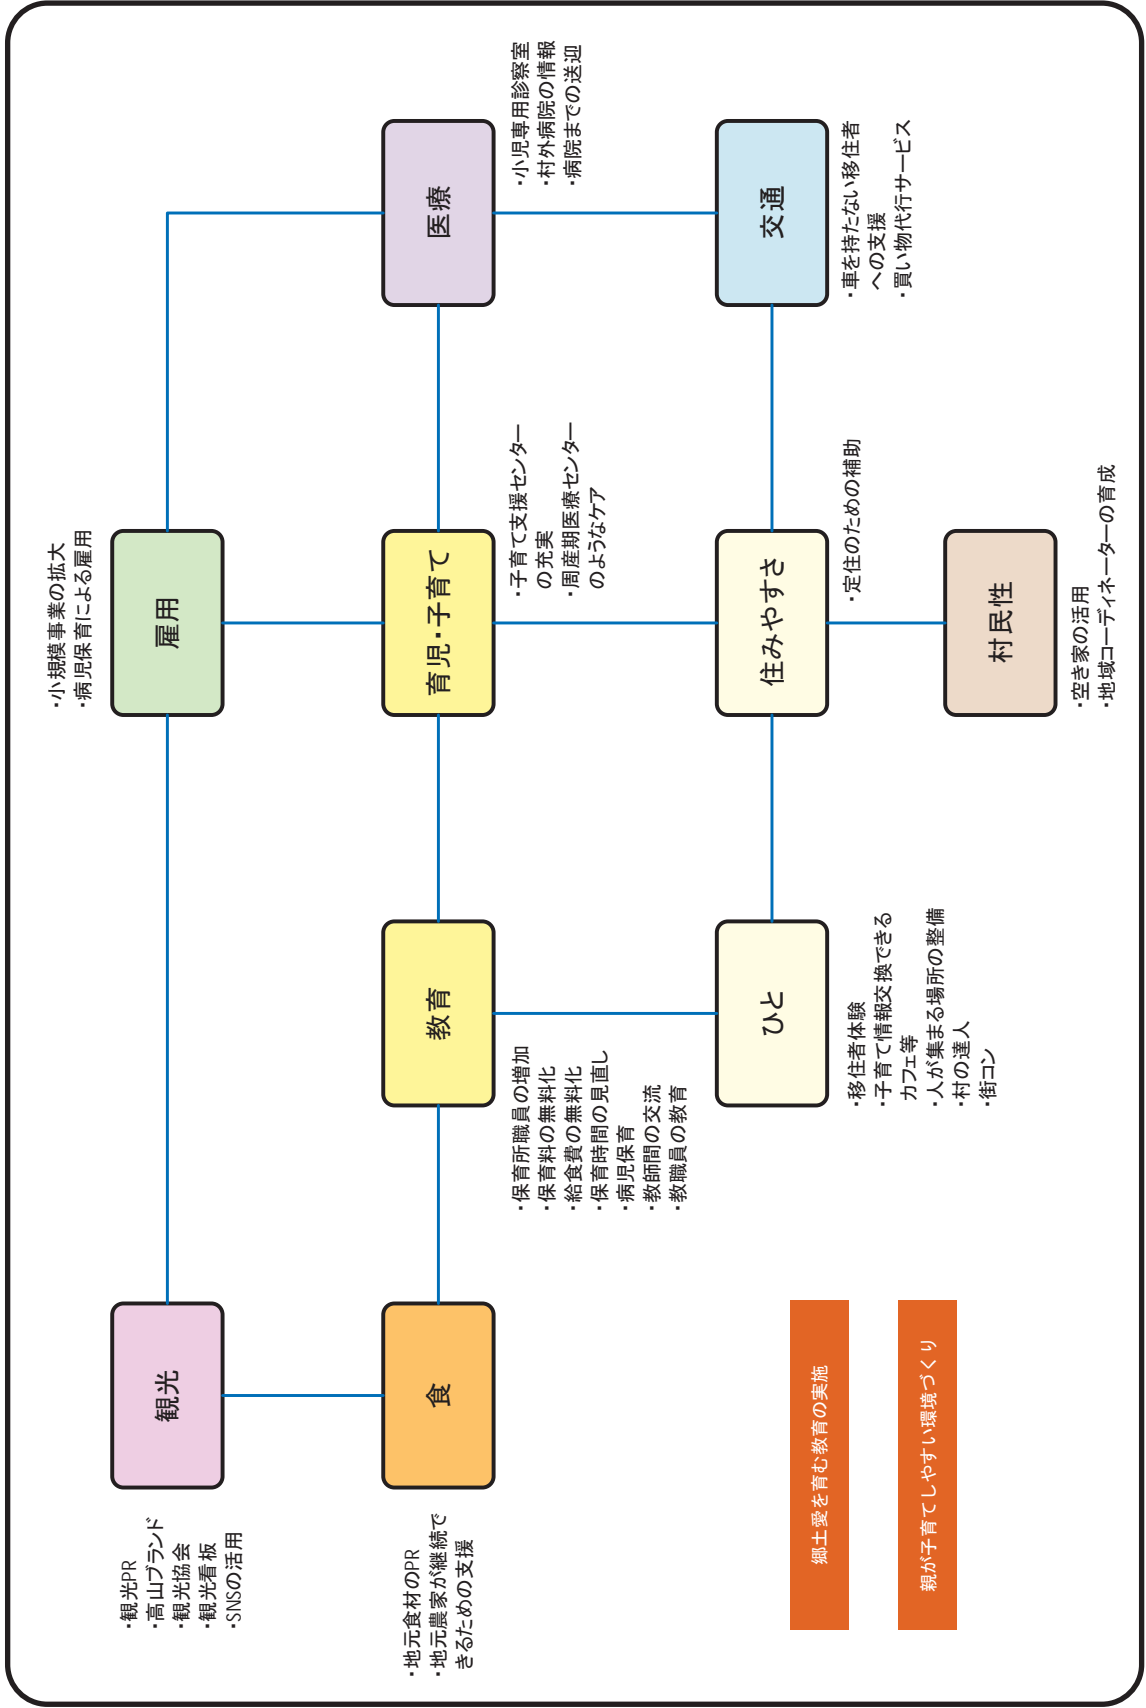 ・観光PR
・高山ブランド
・観光協会
・観光看板
・SNSの活用
観光
・小規模事業の拡大
・病児保育による雇用
雇用
・地元食材のPR
・地元農家が継続で
きるための支援
食
教育
・保育所職員の増加
・保育料の無料化
・給食費の無料化
・保育時間の見直し
・病児保育
・教師間の交流
・教職員の教育
育児・子育て
・子育て支援センター
の充実
・周産期医療センター
のようなケア
医療
・小児専用診察室
・村外病院の情報
・病院までの送迎
ひと
・移住者体験
・子育て情報交換できる
カフェ等
・人が集まる場所の整備
・村の達人
・街コン
住みやすさ
・定住のための補助
交通
・車を持たない移住者
への支援
・買い物代行サービス
村民性
・空き家の活用
・地域コーディネーターの育成
郷土愛を育む教育の実施
親が子育てしやすい環境づくり